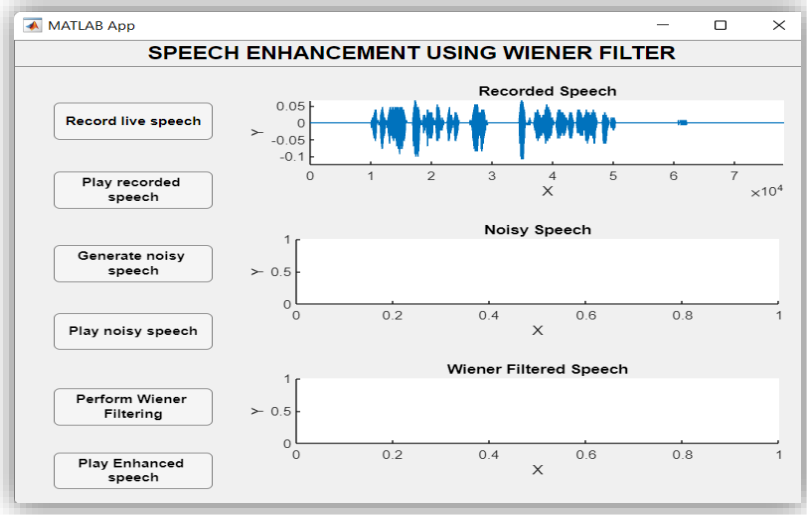 MATLAB App
SPEECH ENHANCEMENT USING WIENER FILTER
Record live speech
Play recorded
speech
Generate noisy
speech
Play noisy speech
Perform Wiener
Filtering
Play Enhanced
speech
Recorded Speech
0.05
0
-0.05
-0.1
Y
0 1 2 3 4 5 6 7
X
×10⁴
Noisy Speech
1
0.5
0
Y
0 0.2 0.4 0.6 0.8 1
X
Wiener Filtered Speech
1
0.5
0
Y
0 0.2 0.4 0.6 0.8 1
X